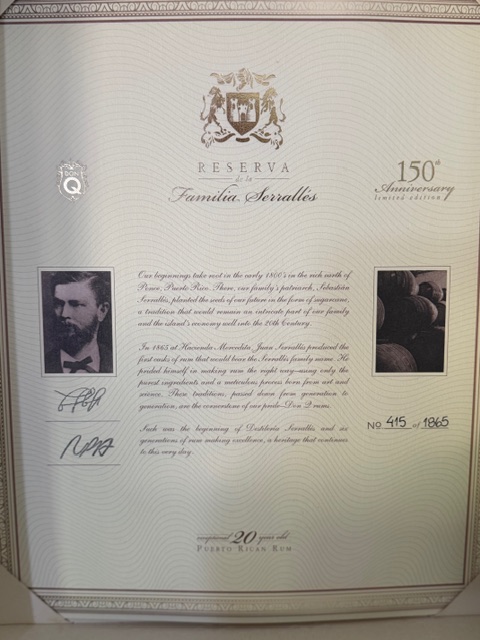 RESERVA
de la
Familia Serrallés
DON
Q
150th
Anniversary
limited edition
Our beginnings take root in the early 1800's in the rich earth of
Ponce, Puerto Rico. There, our family's patriarch, Sebastián
Serrallés, planted the seeds of our future in the form of sugarcane,
a tradition that would remain an intricate part of our family
and the island's economy well into the 20th Century.
In 1865 at Hacienda Mercedita, Juan Serrallés produced the
first casks of rum that would bear the Serrallés family name. He
prided himself in making rum the right way—using only the
purest ingredients and a meticulous process born from art and
science. These traditions, passed down from generation to
generation, are the cornerstone of our pride—Don Q rums.
Such was the beginning of Destilería Serrallés, and six
generations of rum making excellence, a heritage that continues
to this very day.
No 415 of 1865
exceptional 20 year old
PUERTO RICAN RUM